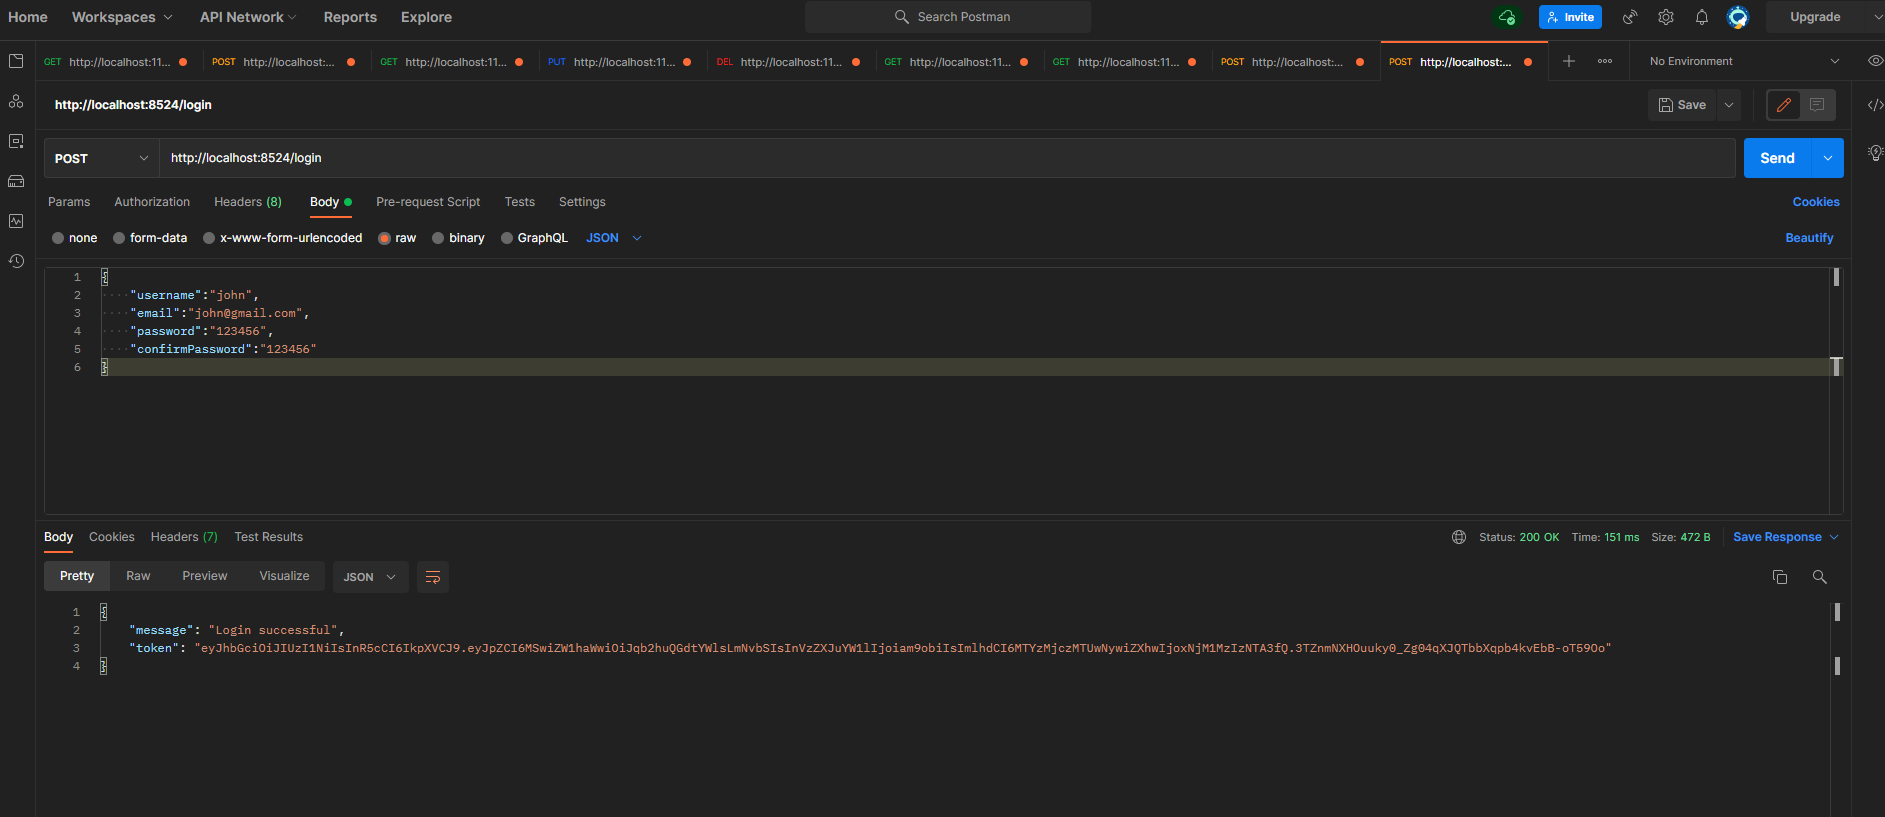 Home Workspaces API Network Reports Explore Search Postman Invite Upgrade
GET http://localhost:11... POST http://localhost:... GET http://localhost:11... PUT http://localhost:11... DEL http://localhost:11... GET http://localhost:11... GET http://localhost:11... POST http://localhost:... POST http://localhost:... No Environment
http://localhost:8524/login Save
POST http://localhost:8524/login Send
Params Authorization Headers (8) Body Pre-request Script Tests Settings Cookies
none form-data x-www-form-urlencoded raw binary GraphQL JSON Beautify
1 {
2 "username":"john",
3 "email":"john@gmail.com",
4 "password":"123456",
5 "confirmPassword":"123456"
6 }
Body Cookies Headers (7) Test Results Status: 200 OK Time: 151 ms Size: 472 B Save Response
Pretty Raw Preview Visualize JSON
1 {
2 "message": "Login successful",
3 "token": "eyJhbGciOiJIUzI1NiIsInR5cCI6IkpXVCJ9.eyJpZCI6MSwiZW1haWwiOiJqb2huQGdtYWlsLmNvbSIsInVzZXJuYW1lIjoiam9obiIsImlhdCI6MTYzMjczMTUwNywiZXhwIjoxNjM1MzIzNTA3fQ.3TZnmNXHOuuky0_Zg04qXJQTbbXqpb4kvEbB-oT59Oo"
4 }